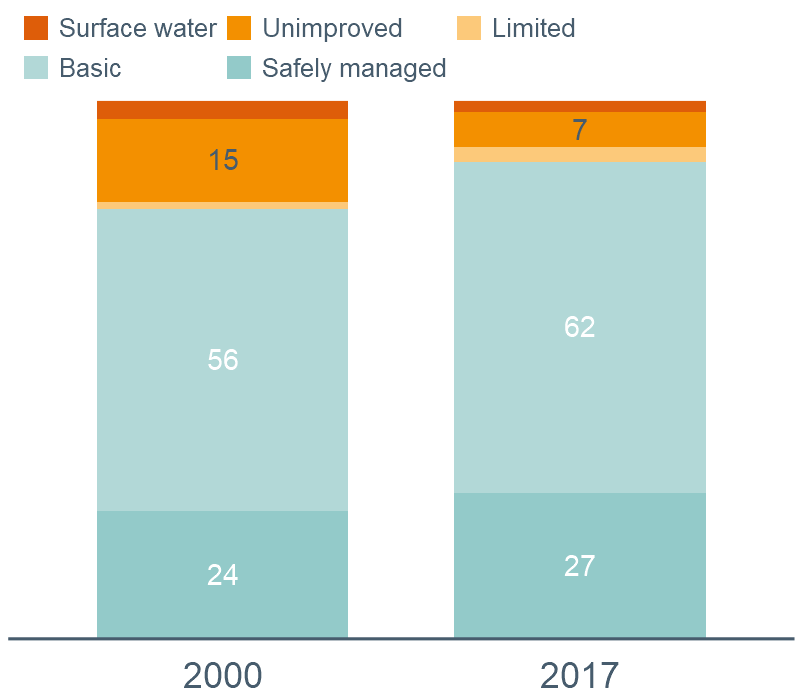 Surface water Unimproved Limited
Basic Safely managed
15 7
56 62
24 27
2000 2017